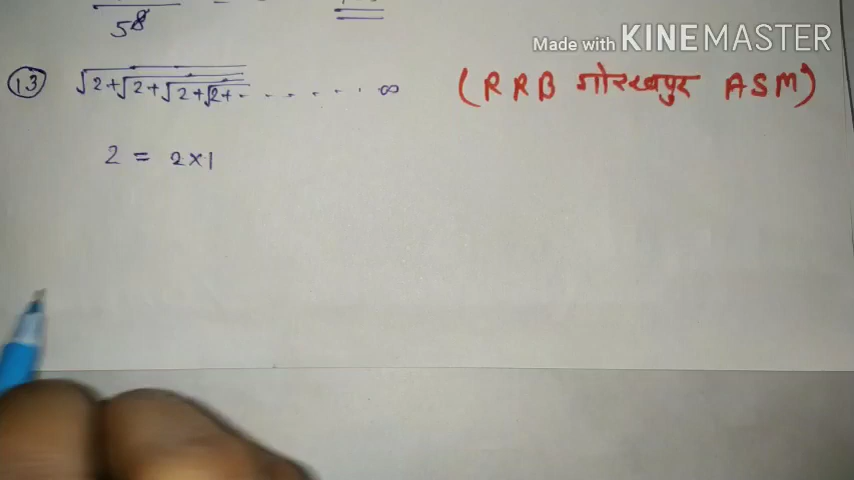 5⁸ =
Made with KINEMASTER
(13) √2+√2+√2+√2+. . . . . . . ∞ (RRB गोरखपुर ASM)
2 = 2×1